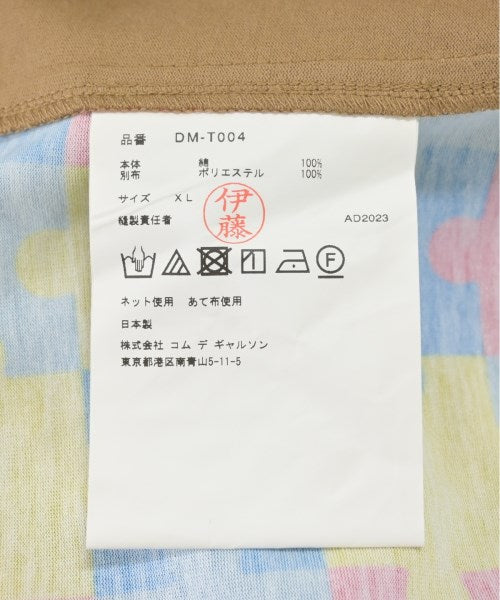 品番 DM-T004
本体 綿 100%
別布 ポリエステル 100%
サイズ XL
縫製責任者 伊藤 AD2023
F
ネット使用 あて布使用
日本製
株式会社 コム デ ギャルソン
東京都港区南青山5-11-5